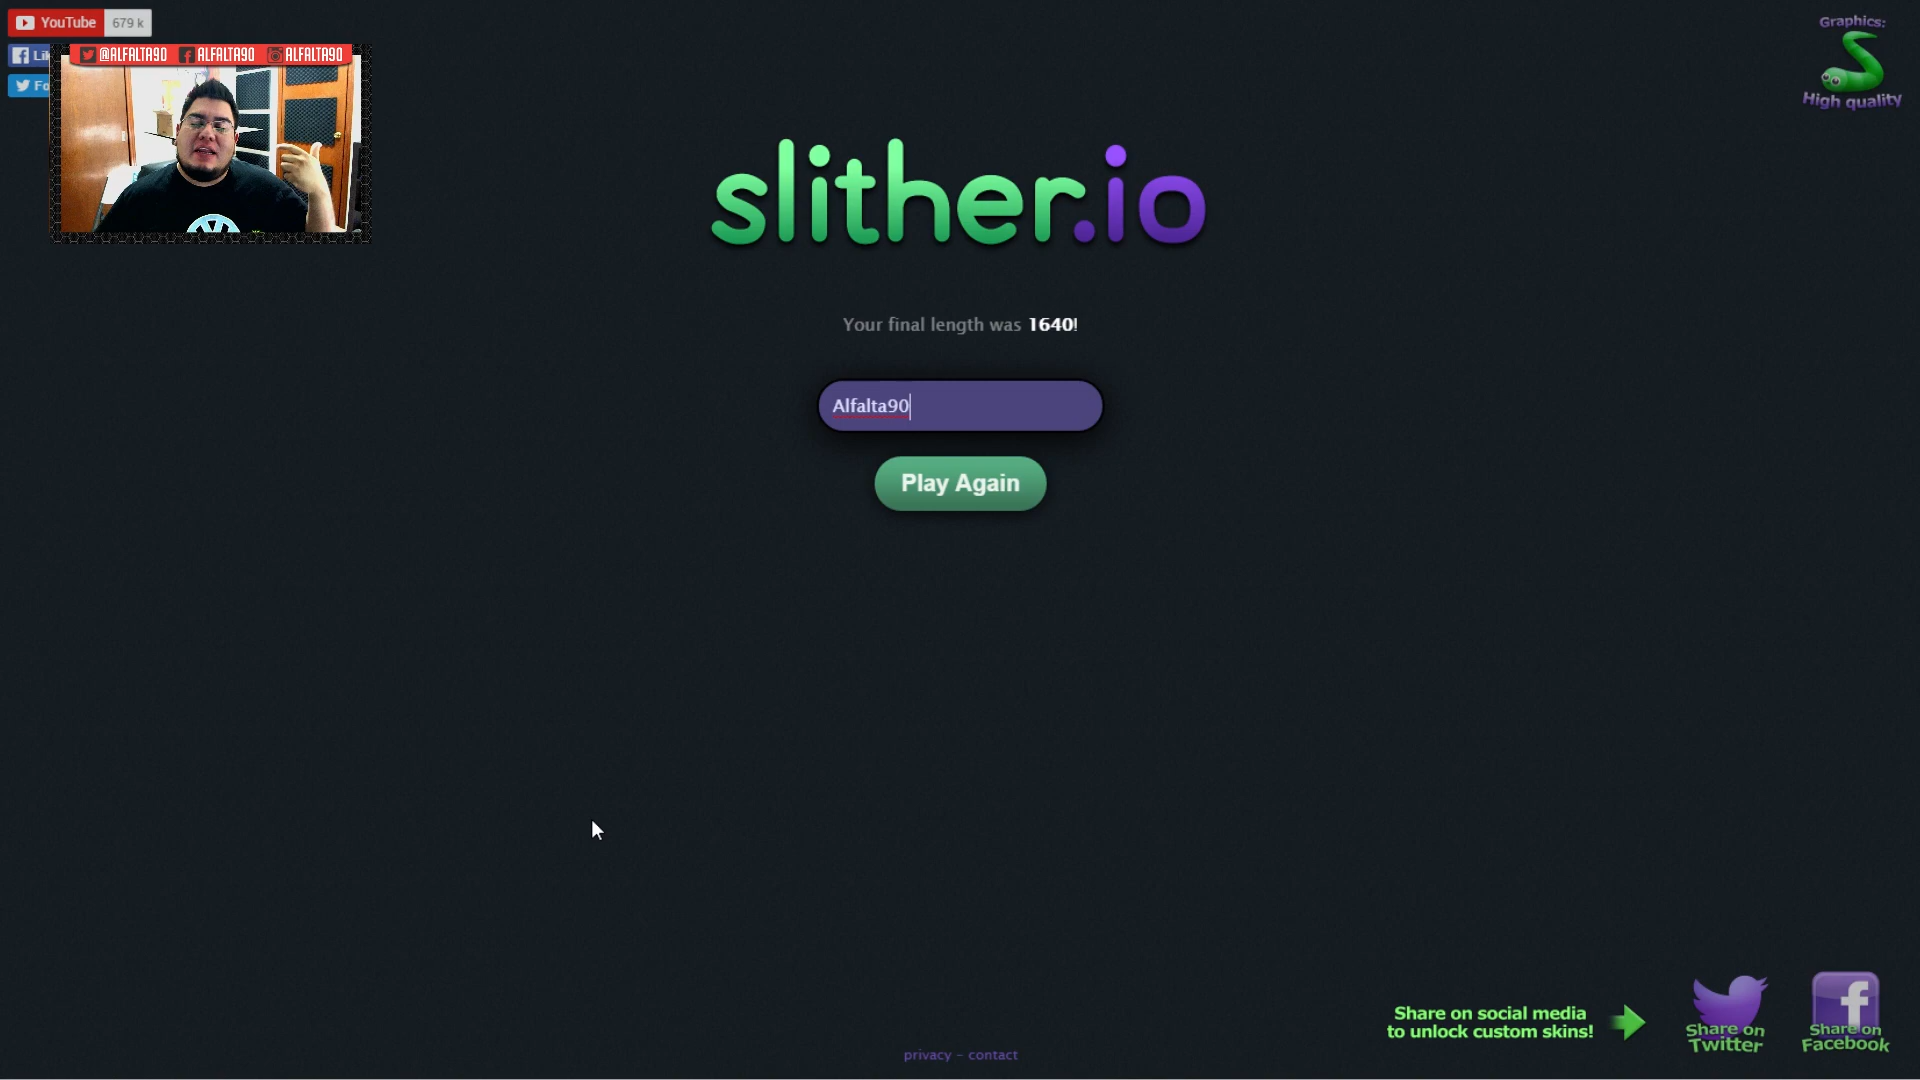 YouTube 679 k
@ALFALTA90 ALFALTA90 ALFALTA90
Graphics:
High quality
slither.io
Your final length was 1640!
Alfalta90
Play Again
Share on social media
to unlock custom skins!
Share on
Twitter
Share on
Facebook
privacy - contact